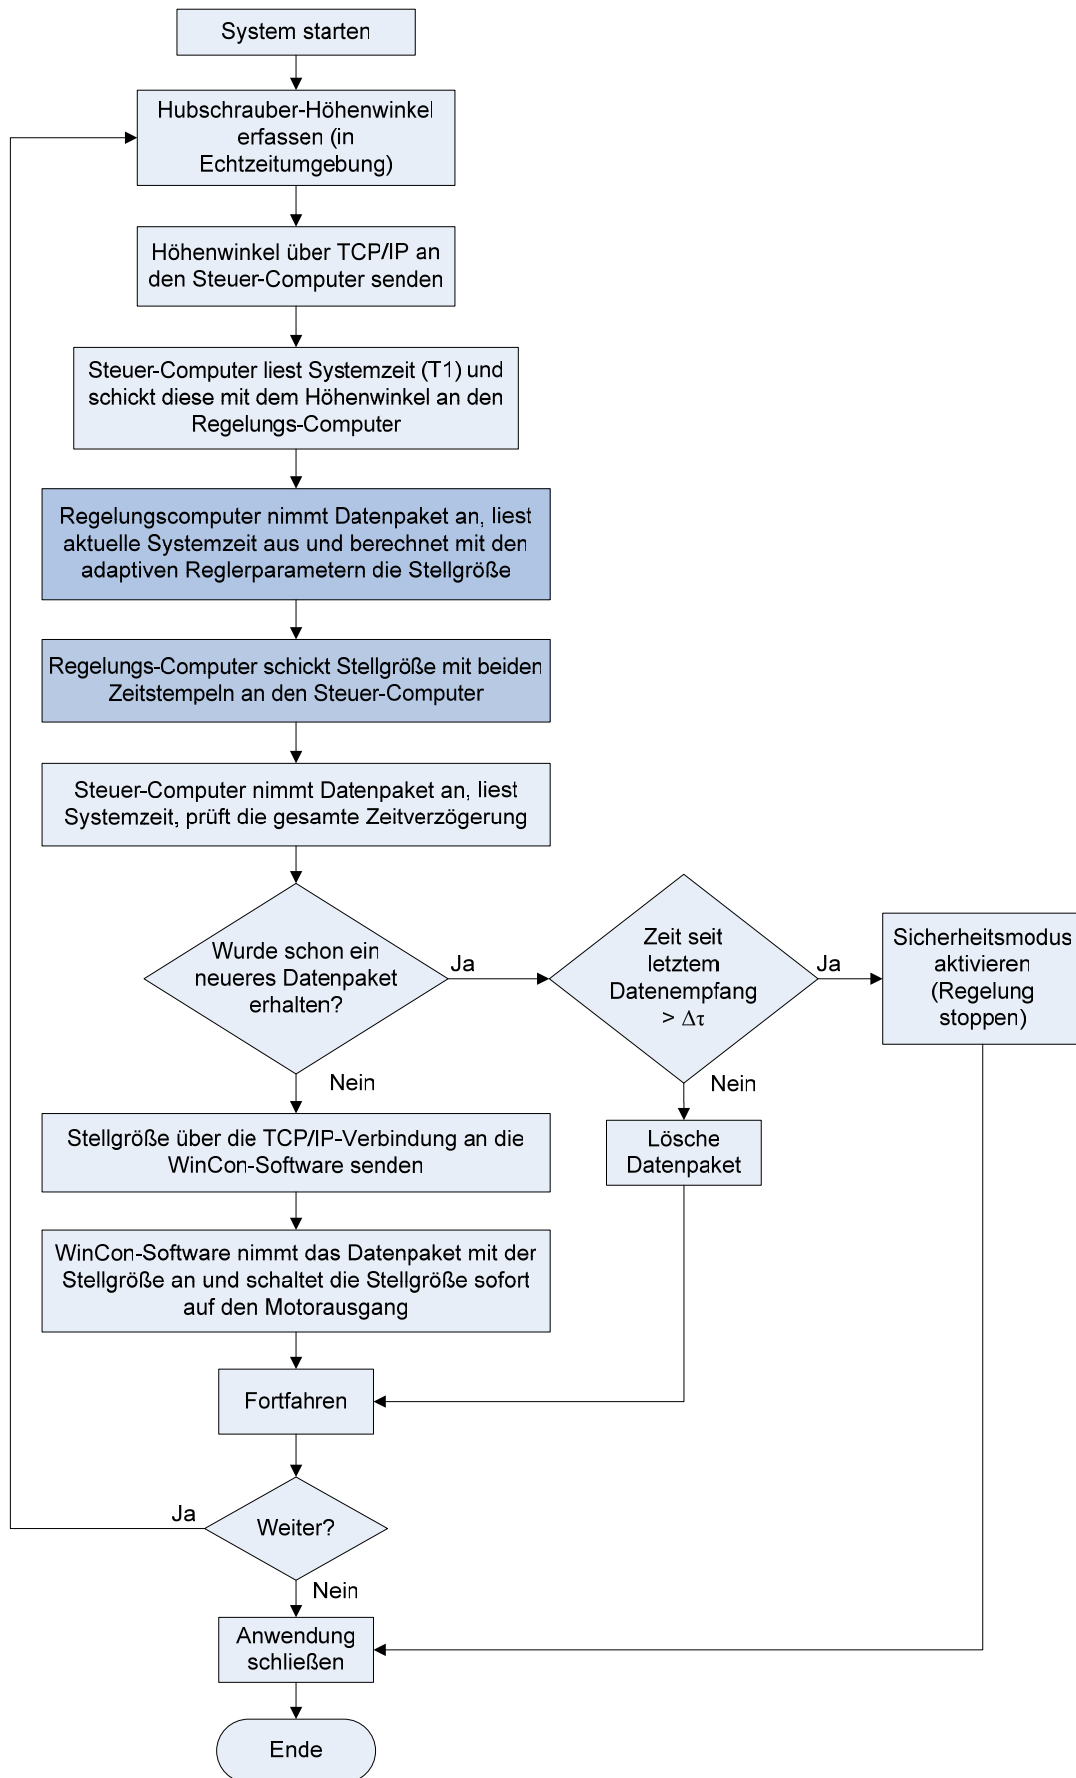 System starten
Hubschrauber-Höhenwinkel
erfassen (in
Echtzeitumgebung)
Höhenwinkel über TCP/IP an
den Steuer-Computer senden
Steuer-Computer liest Systemzeit (T1) und
schickt diese mit dem Höhenwinkel an den
Regelungs-Computer
Regelungscomputer nimmt Datenpaket an, liest
aktuelle Systemzeit aus und berechnet mit den
adaptiven Reglerparametern die Stellgröße
Regelungs-Computer schickt Stellgröße mit beiden
Zeitstempeln an den Steuer-Computer
Steuer-Computer nimmt Datenpaket an, liest
Systemzeit, prüft die gesamte Zeitverzögerung
Wurde schon ein
neueres Datenpaket
erhalten?
Ja
Zeit seit
letztem
Datenempfang
> Δτ
Ja
Sicherheitsmodus
aktivieren
(Regelung
stoppen)
Nein
Nein
Stellgröße über die TCP/IP-Verbindung an die
WinCon-Software senden
Lösche
Datenpaket
WinCon-Software nimmt das Datenpaket mit der
Stellgröße an und schaltet die Stellgröße sofort
auf den Motorausgang
Fortfahren
Ja
Weiter?
Nein
Anwendung
schließen
Ende